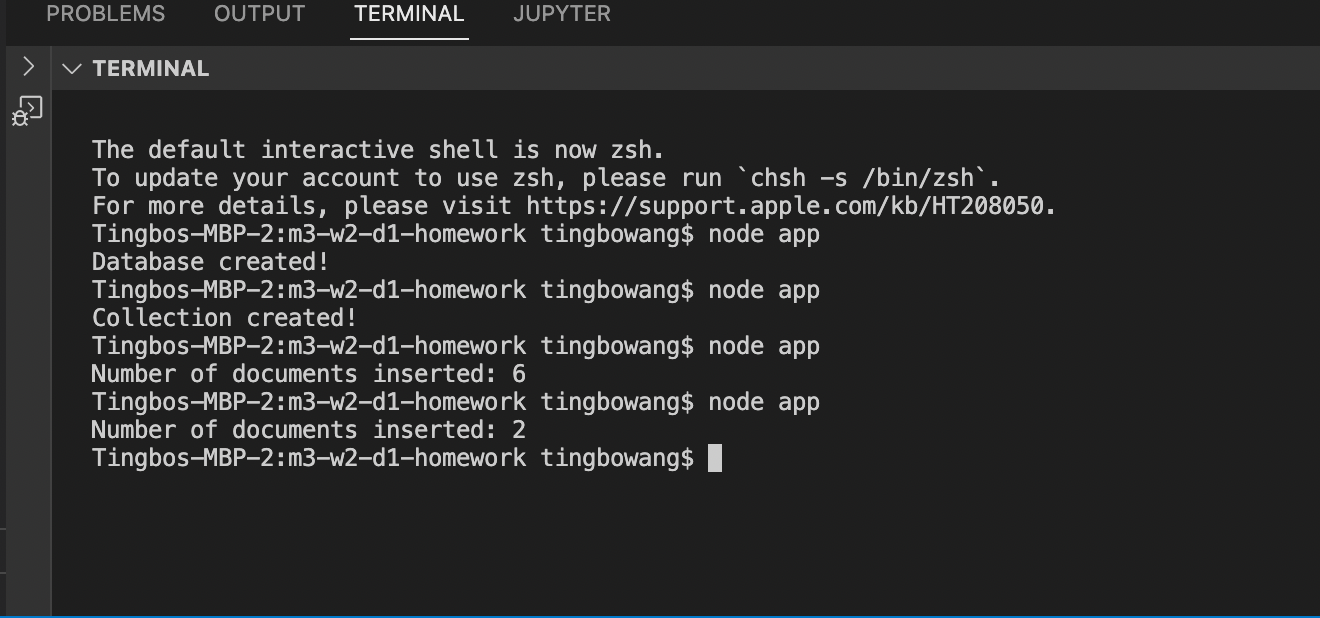 PROBLEMS OUTPUT TERMINAL JUPYTER
TERMINAL
The default interactive shell is now zsh.
To update your account to use zsh, please run `chsh -s /bin/zsh`.
For more details, please visit https://support.apple.com/kb/HT208050.
Tingbos-MBP-2:m3-w2-d1-homework tingbowang$ node app
Database created!
Tingbos-MBP-2:m3-w2-d1-homework tingbowang$ node app
Collection created!
Tingbos-MBP-2:m3-w2-d1-homework tingbowang$ node app
Number of documents inserted: 6
Tingbos-MBP-2:m3-w2-d1-homework tingbowang$ node app
Number of documents inserted: 2
Tingbos-MBP-2:m3-w2-d1-homework tingbowang$